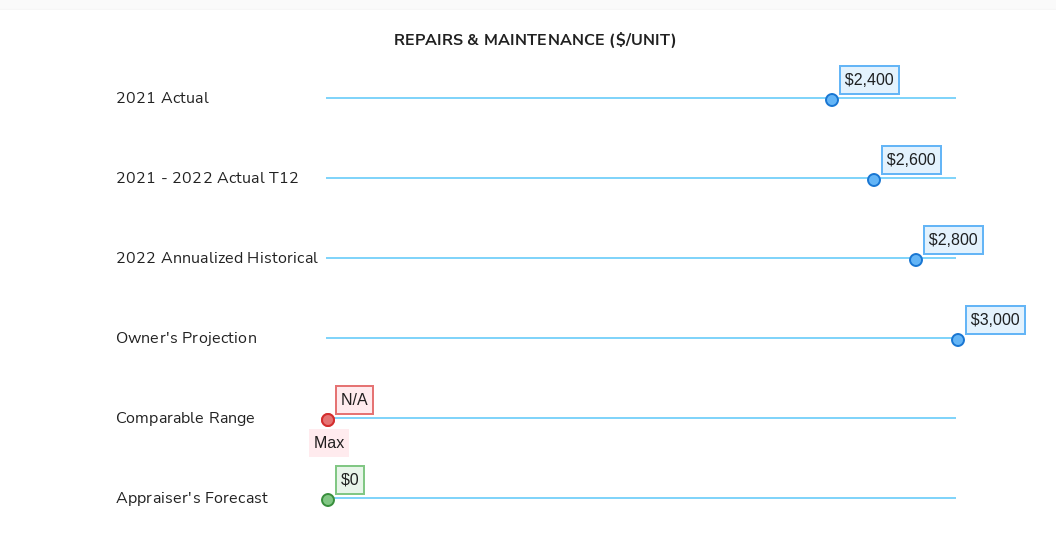 REPAIRS & MAINTENANCE ($/UNIT)
2021 Actual
$2,400
2021 - 2022 Actual T12
$2,600
2022 Annualized Historical
$2,800
Owner's Projection
$3,000
Comparable Range
N/A
Max
Appraiser's Forecast
$0